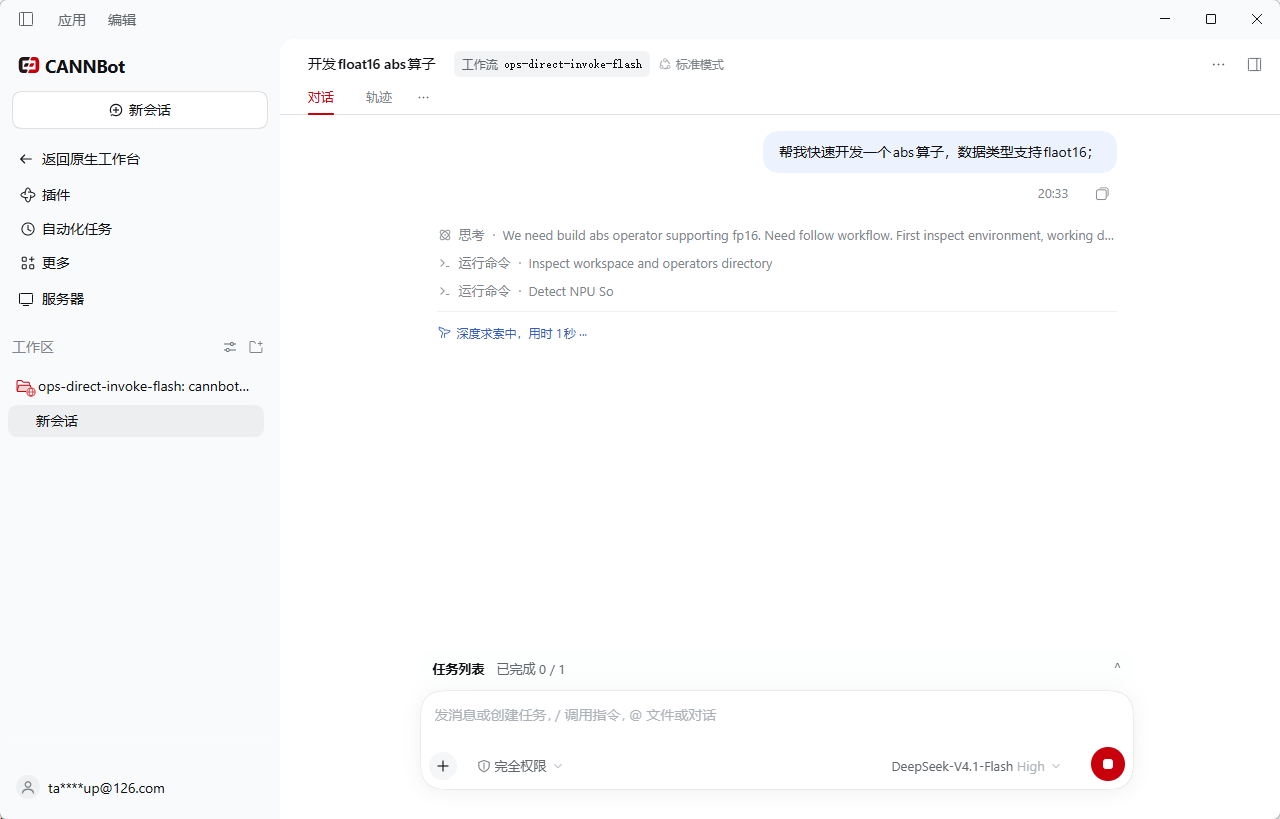 应用 编辑
CANNBot
新会话
返回原生工作台
插件
自动化任务
更多
服务器
工作区
ops-direct-invoke-flash: cannbot...
新会话
ta****up@126.com
开发float16 abs算子 工作流 ops-direct-invoke-flash 标准模式
对话 轨迹 ...
帮我快速开发一个abs算子，数据类型支持flaot16；
20:33
思考 · We need build abs operator supporting fp16. Need follow workflow. First inspect environment, working d...
运行命令 · Inspect workspace and operators directory
运行命令 · Detect NPU So
深度求索中，用时 1秒 ...
任务列表 已完成 0 / 1
发消息或创建任务, / 调用指令, @ 文件或对话
完全权限
DeepSeek-V4.1-Flash High